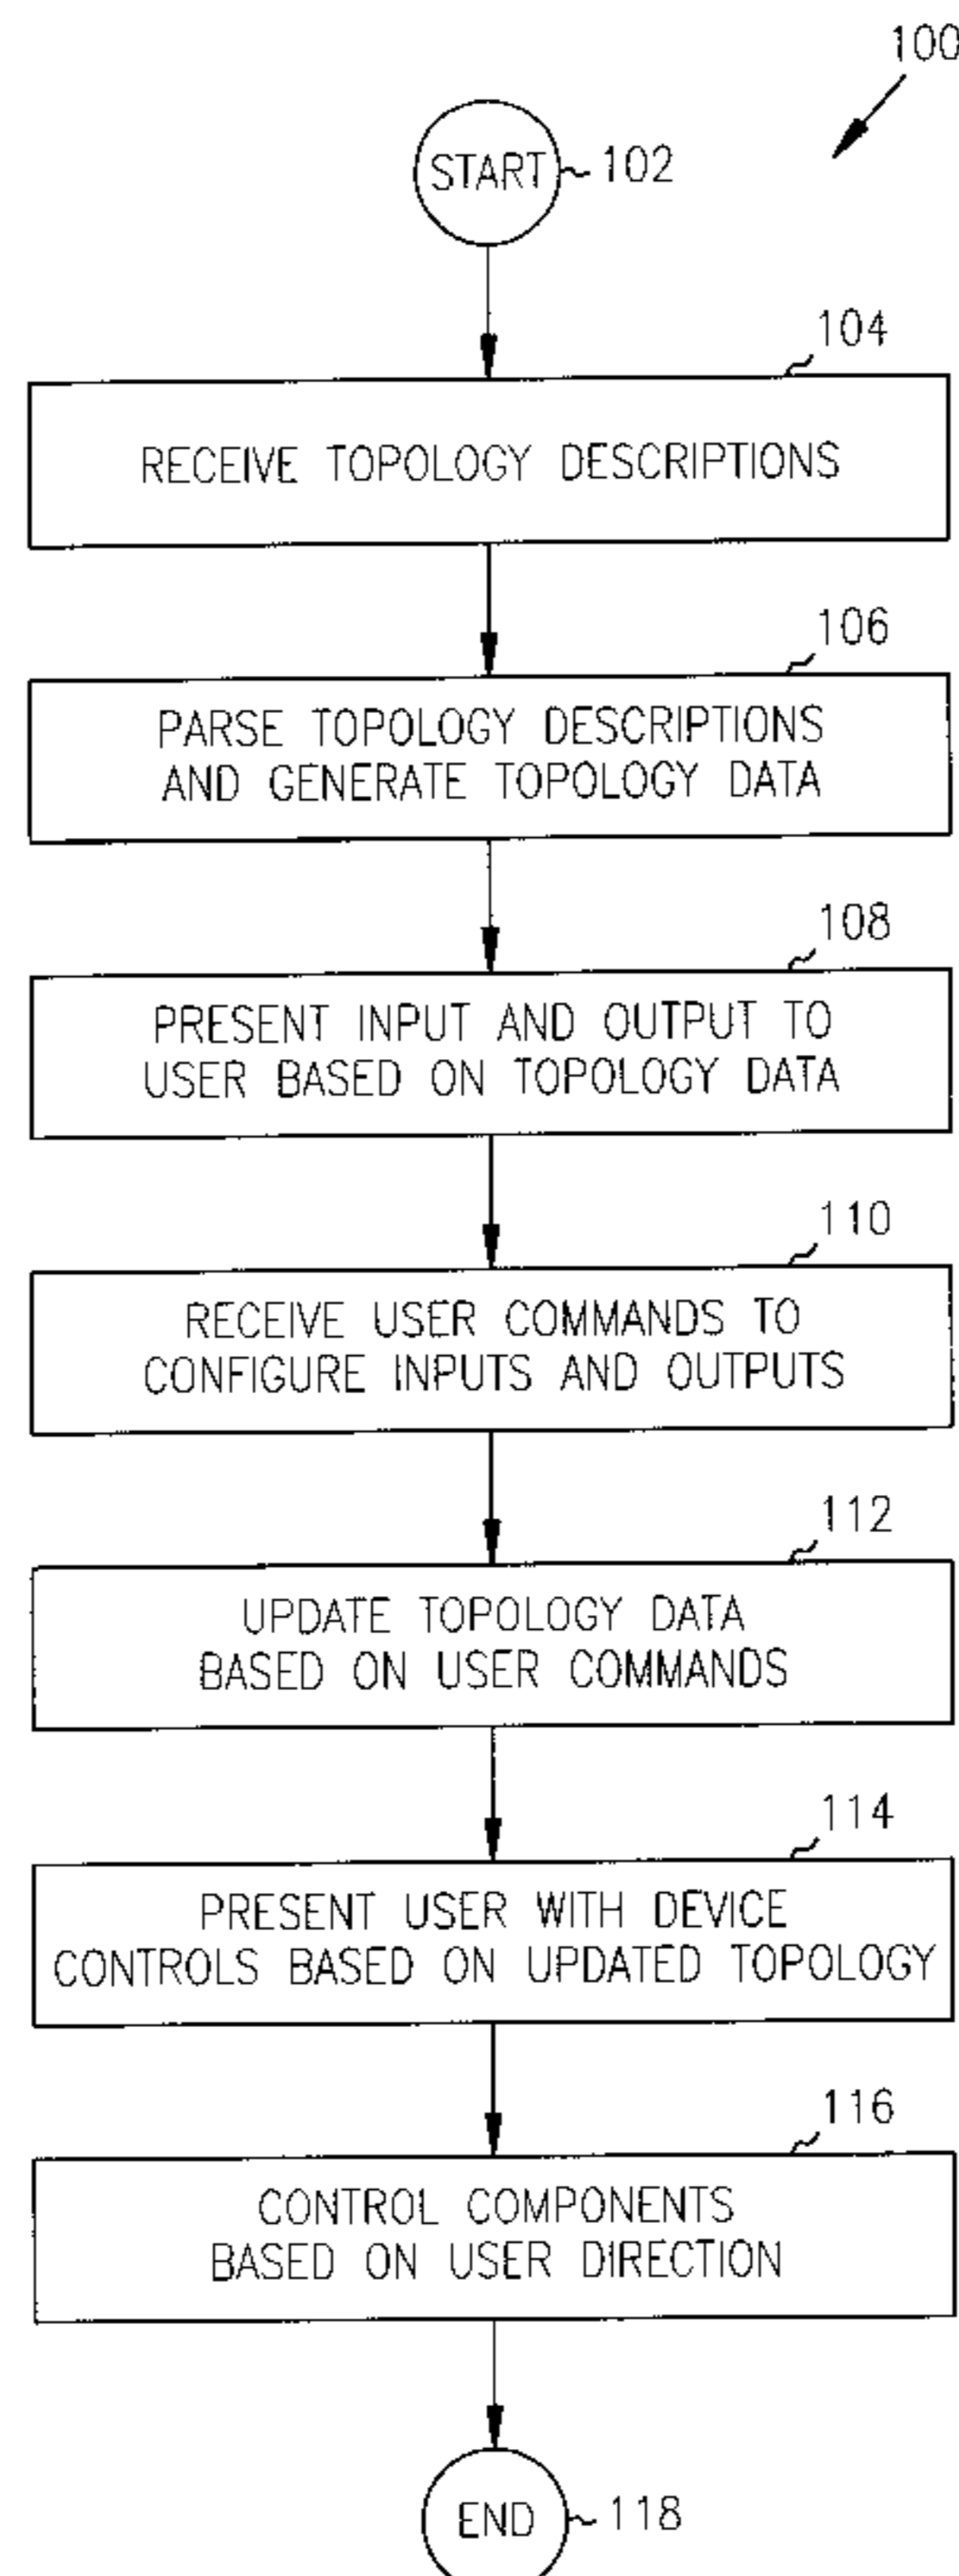 100
START 102
104
RECEIVE TOPOLOGY DESCRIPTIONS
106
PARSE TOPOLOGY DESCRIPTIONS
AND GENERATE TOPOLOGY DATA
108
PRESENT INPUT AND OUTPUT TO
USER BASED ON TOPOLOGY DATA
110
RECEIVE USER COMMANDS TO
CONFIGURE INPUTS AND OUTPUTS
112
UPDATE TOPOLOGY DATA
BASED ON USER COMMANDS
114
PRESENT USER WITH DEVICE
CONTROLS BASED ON UPDATED TOPOLOGY
116
CONTROL COMPONENTS
BASED ON USER DIRECTION
END 118